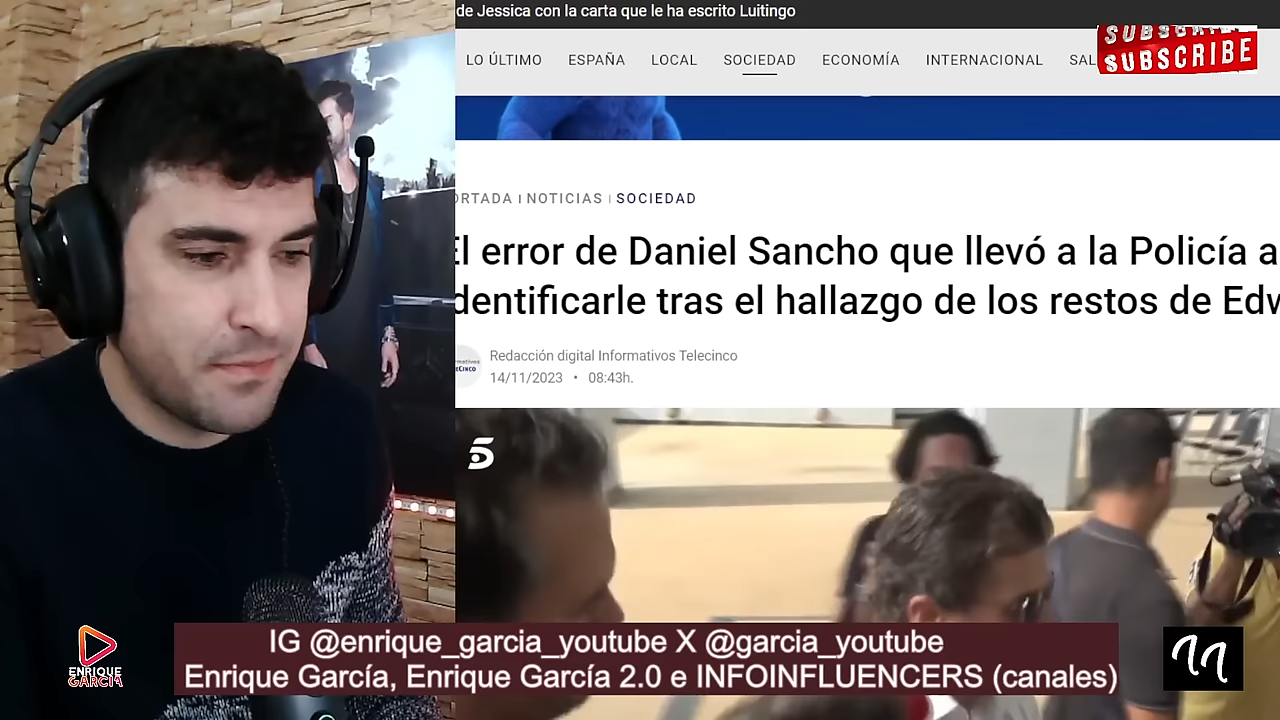 de Jessica con la carta que le ha escrito Luitingo
SUBSCRIBE
SUBSCRIBE
LO ÚLTIMO ESPAÑA LOCAL SOCIEDAD ECONOMÍA INTERNACIONAL SAL
ORTADA | NOTICIAS | SOCIEDAD
El error de Daniel Sancho que llevó a la Policía a
dentificarle tras el hallazgo de los restos de Edw
Redacción digital Informativos Telecinco
14/11/2023 • 08:43h.
5
IG @enrique_garcia_youtube X @garcia_youtube
Enrique García, Enrique García 2.0 e INFOINFLUENCERS (canales)
ENRIQUE
GARCÍA